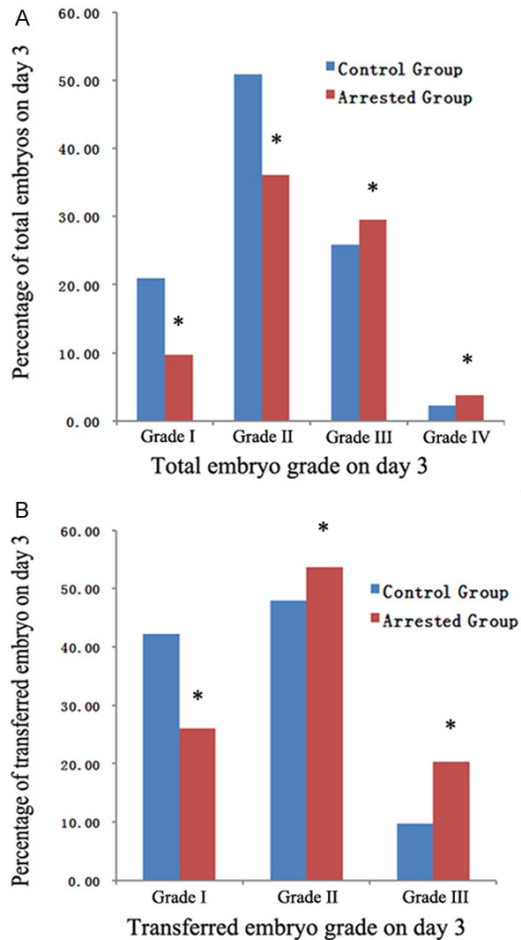 A
Percentage of total embryos on day 3
60.00
50.00
40.00
30.00
20.00
10.00
0.00
Control Group
Arrested Group
*
*
*
*
Grade I
Grade II
Grade III
Grade IV
Total embryo grade on day 3
B
Percentage of transferred embryo on day 3
60.00
50.00
40.00
30.00
20.00
10.00
0.00
Control Group
Arrested Group
*
*
*
Grade I
Grade II
Grade III
Transferred embryo grade on day 3